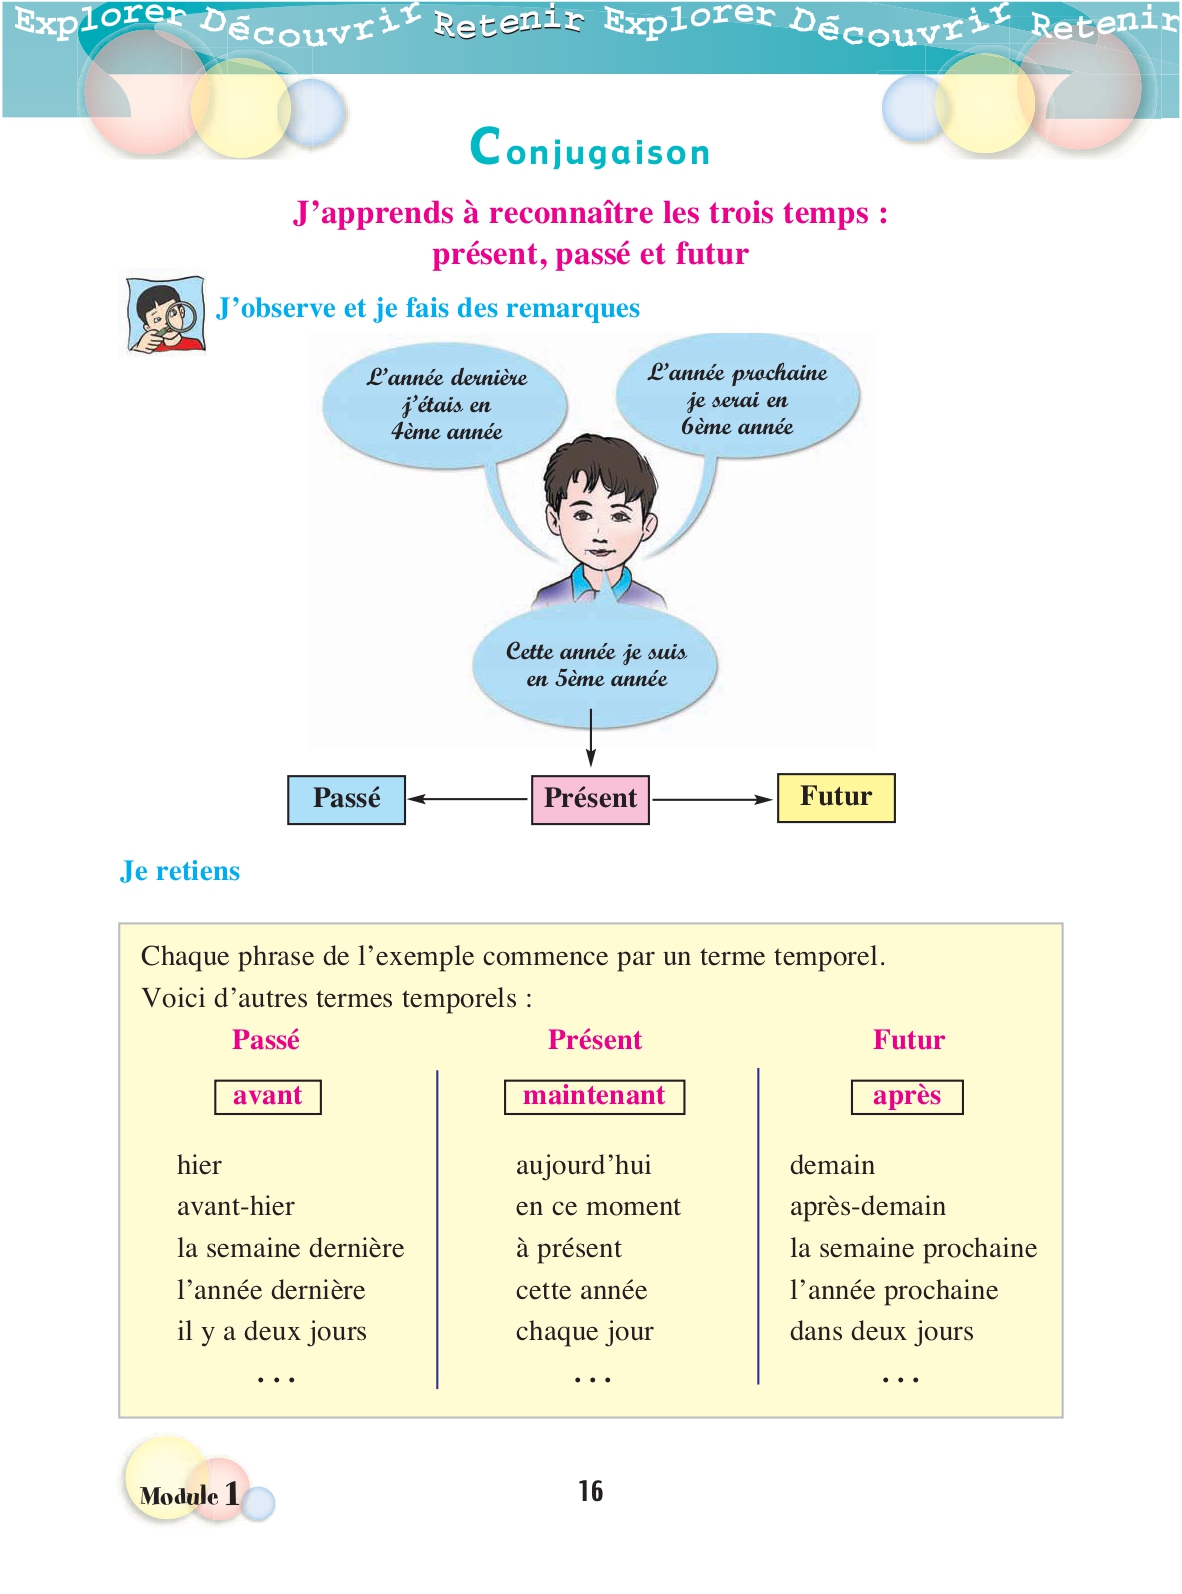 Explorer Découvrir Retenir Explorer Découvrir Retenir
Conjugaison
J'apprends à reconnaître les trois temps :
présent, passé et futur
J'observe et je fais des remarques
L'année dernière
j'étais en
4ème année
L'année prochaine
je serai en
6ème année
Cette année je suis
en 5ème année
Passé Présent Futur
Je retiens
Chaque phrase de l'exemple commence par un terme temporel.
Voici d'autres termes temporels :
Passé Présent Futur
avant maintenant après
hier aujourd'hui demain
avant-hier en ce moment après-demain
la semaine dernière à présent la semaine prochaine
l'année dernière cette année l'année prochaine
il y a deux jours chaque jour dans deux jours
... ... ...
Module 1 16